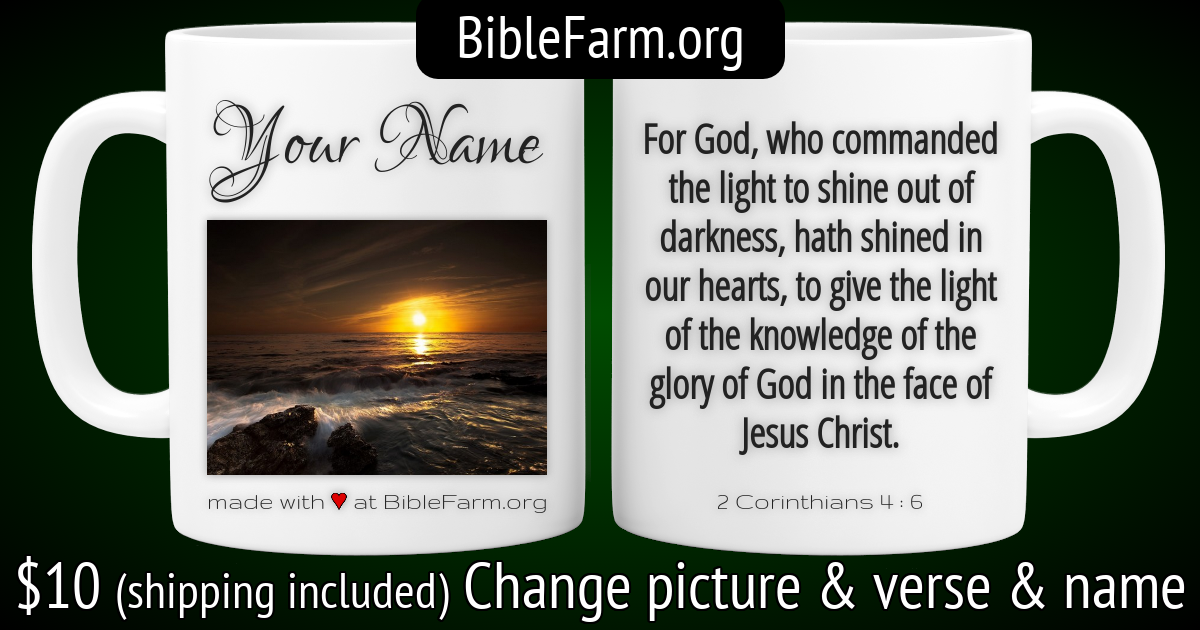 BibleFarm.org
Your Name
made with ♥ at BibleFarm.org
For God, who commanded
the light to shine out of
darkness, hath shined in
our hearts, to give the light
of the knowledge of the
glory of God in the face of
Jesus Christ.
2 Corinthians 4:6
$10 (shipping included) Change picture & verse & name